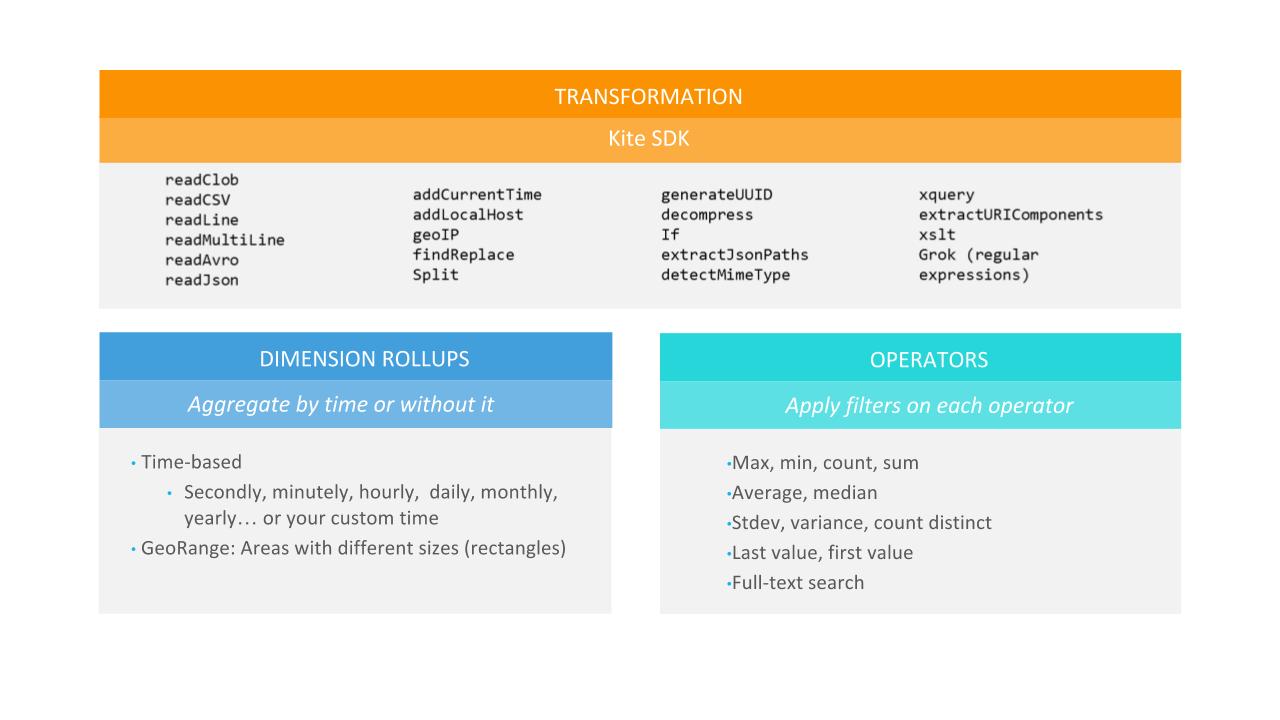 TRANSFORMATION
Kite SDK
readClob
readCSV
readLine
readMultiLine
readAvro
readJson
addCurrentTime
addLocalHost
geoIP
findReplace
Split
generateUUID
decompress
If
extractJsonPaths
detectMimeType
xquery
extractURIComponents
xslt
Grok (regular
expressions)
DIMENSION ROLLUPS
Aggregate by time or without it
• Time-based
• Secondly, minutely, hourly,  daily, monthly,
yearly… or your custom time
• GeoRange: Areas with different sizes (rectangles)
OPERATORS
Apply filters on each operator
•Max, min, count, sum
•Average, median
•Stdev, variance, count distinct
•Last value, first value
•Full-text search